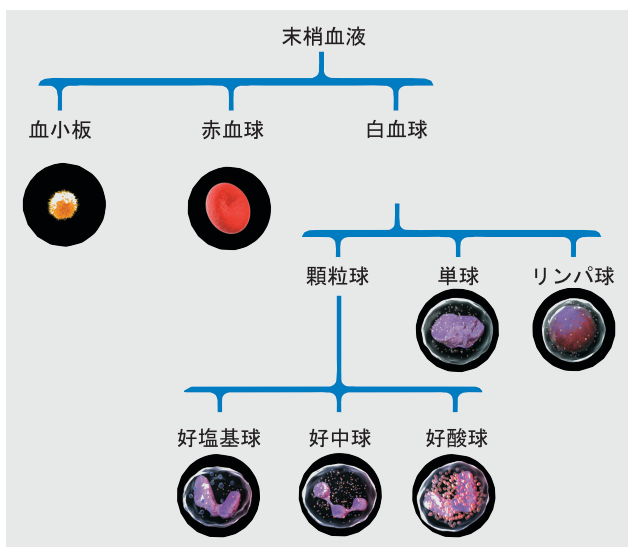 末梢血液
血小板
赤血球
白血球
顆粒球
単球
リンパ球
好塩基球
好中球
好酸球